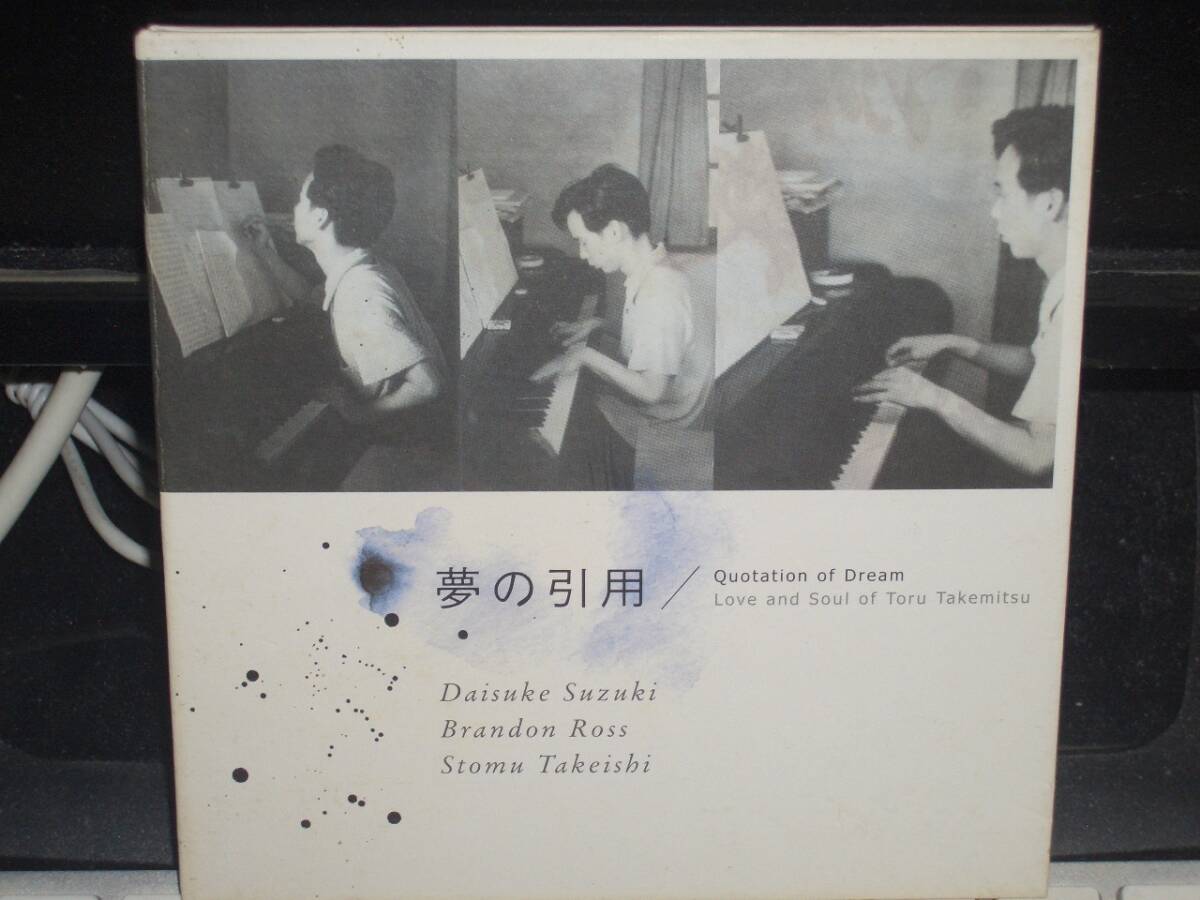 夢の引用／
Quotation of Dream
Love and Soul of Toru Takemitsu
Daisuke Suzuki
Brandon Ross
Stomu Takeishi